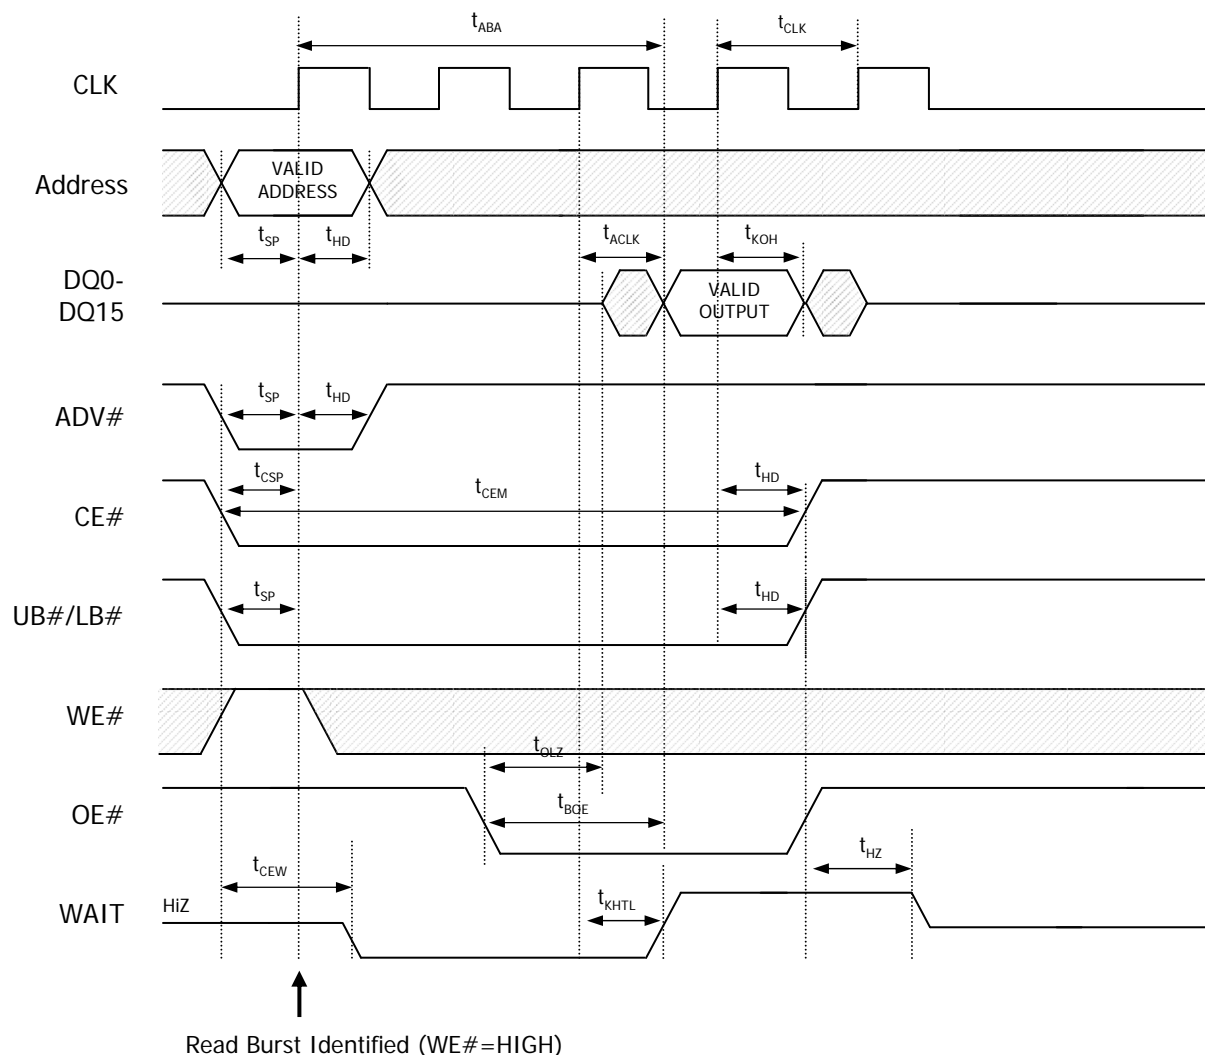 tABA
tCLK
CLK
Address
VALID
ADDRESS
tSP
tHD
tACLK
tKOH
DQ0-
DQ15
VALID
OUTPUT
ADV#
tSP
tHD
CE#
tCSP
tCEM
tHD
UB#/LB#
tSP
tHD
WE#
tOLZ
OE#
tBOE
tHZ
tCEW
WAIT
HiZ
tKHTL
Read Burst Identified (WE#=HIGH)